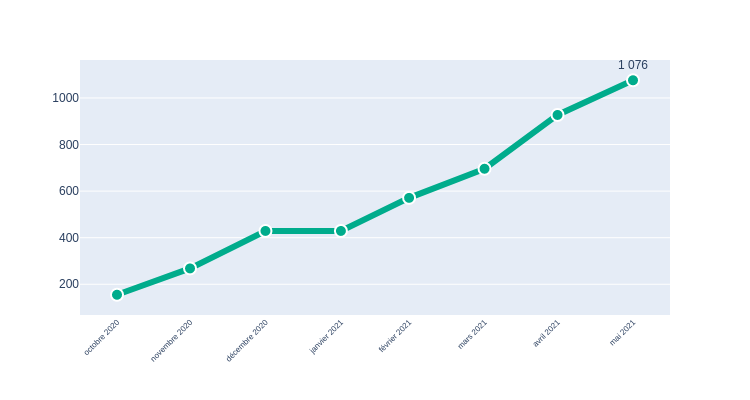 1 076
1000
800
600
400
200
octobre 2020
novembre 2020
décembre 2020
janvier 2021
février 2021
mars 2021
avril 2021
mai 2021